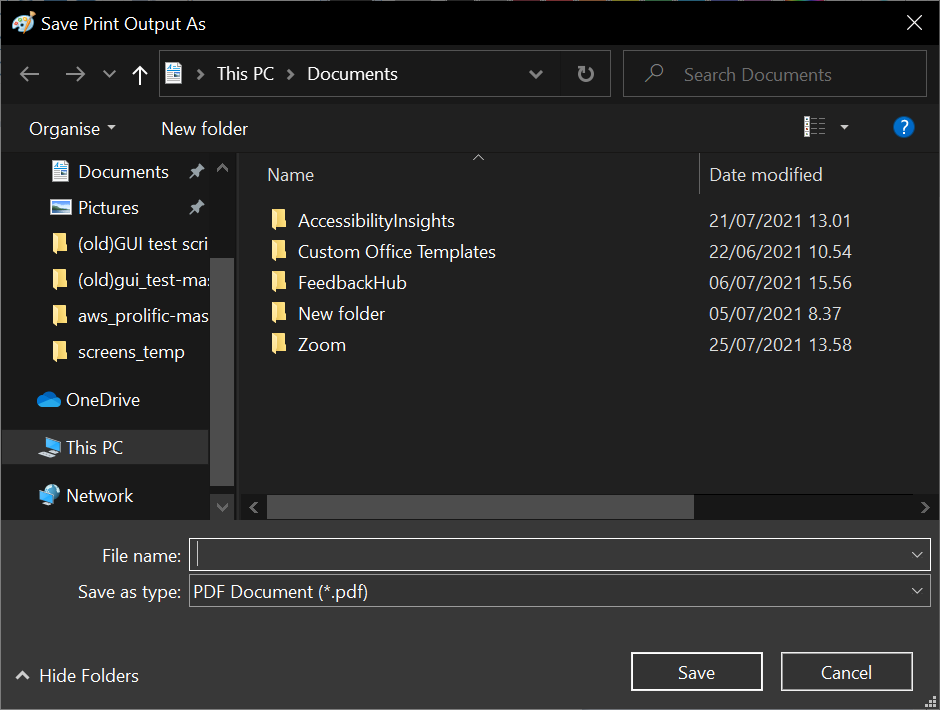 Save Print Output As
This PC Documents
Search Documents
Organise New folder
?
Documents
Pictures
(old)GUI test scri
(old)gui_test-mas
aws_prolific-mas
screens_temp
OneDrive
This PC
Network
Name Date modified
AccessibilityInsights 21/07/2021 13.01
Custom Office Templates 22/06/2021 10.54
FeedbackHub 06/07/2021 15.56
New folder 05/07/2021 8.37
Zoom 25/07/2021 13.58
File name:
Save as type: PDF Document (*.pdf)
Hide Folders
Save Cancel